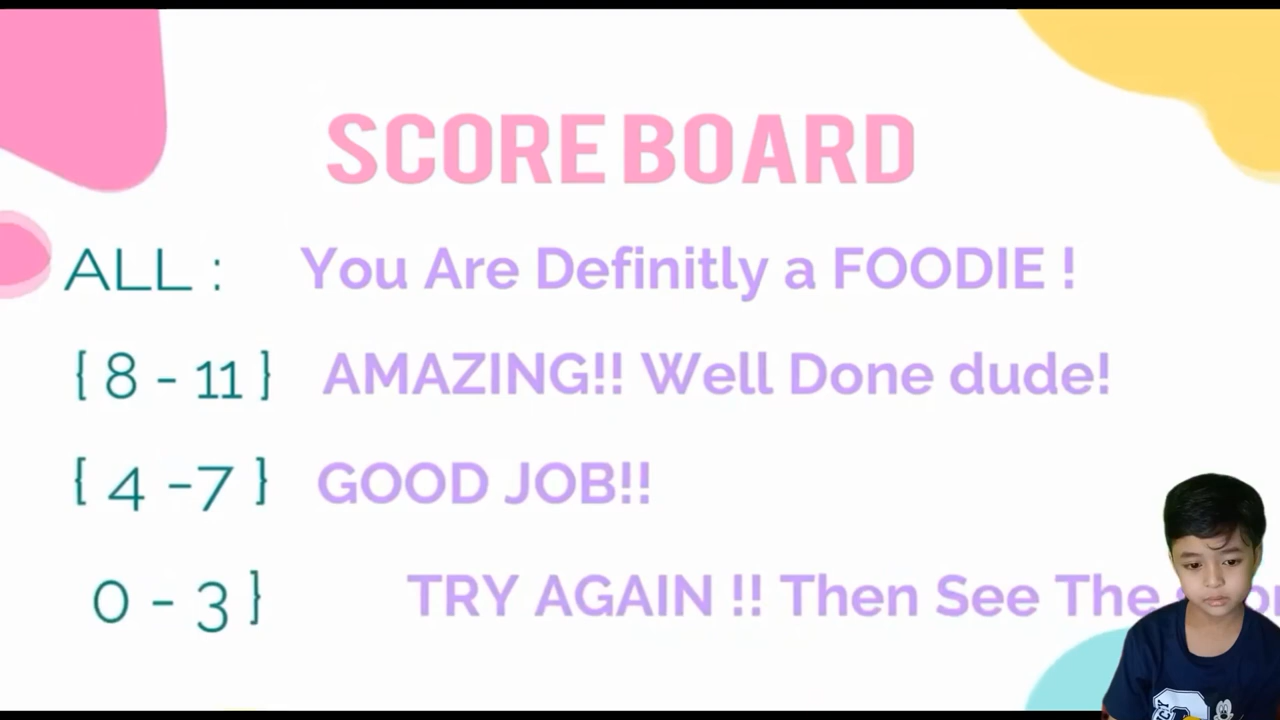 SCORE BOARD
ALL : You Are Definitly a FOODIE !
{ 8 - 11 } AMAZING!! Well Done dude!
{ 4 -7 } GOOD JOB!!
0 - 3 } TRY AGAIN !! Then See The